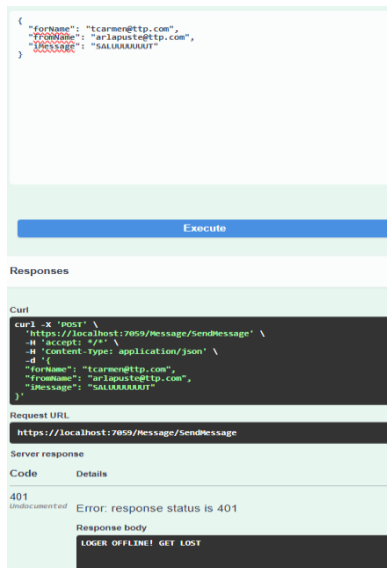 {
"forName": "tcarmen@ttp.com",
"fromName": "arlapuste@ttp.com",
"iMessage": "SALUUUUUUT"
}
Execute
Responses
Curl
curl -X 'POST' \
'https://localhost:7059/Message/SendMessage' \
-H 'accept: */*' \
-H 'Content-Type: application/json' \
-d '{
"forName": "tcarmen@ttp.com",
"fromName": "arlapuste@ttp.com",
"iMessage": "SALUUUUUUT"
}'
Request URL
https://localhost:7059/Message/SendMessage
Server response
Code Details
401
Undocumented Error: response status is 401
Response body
LOGER OFFLINE! GET LOST